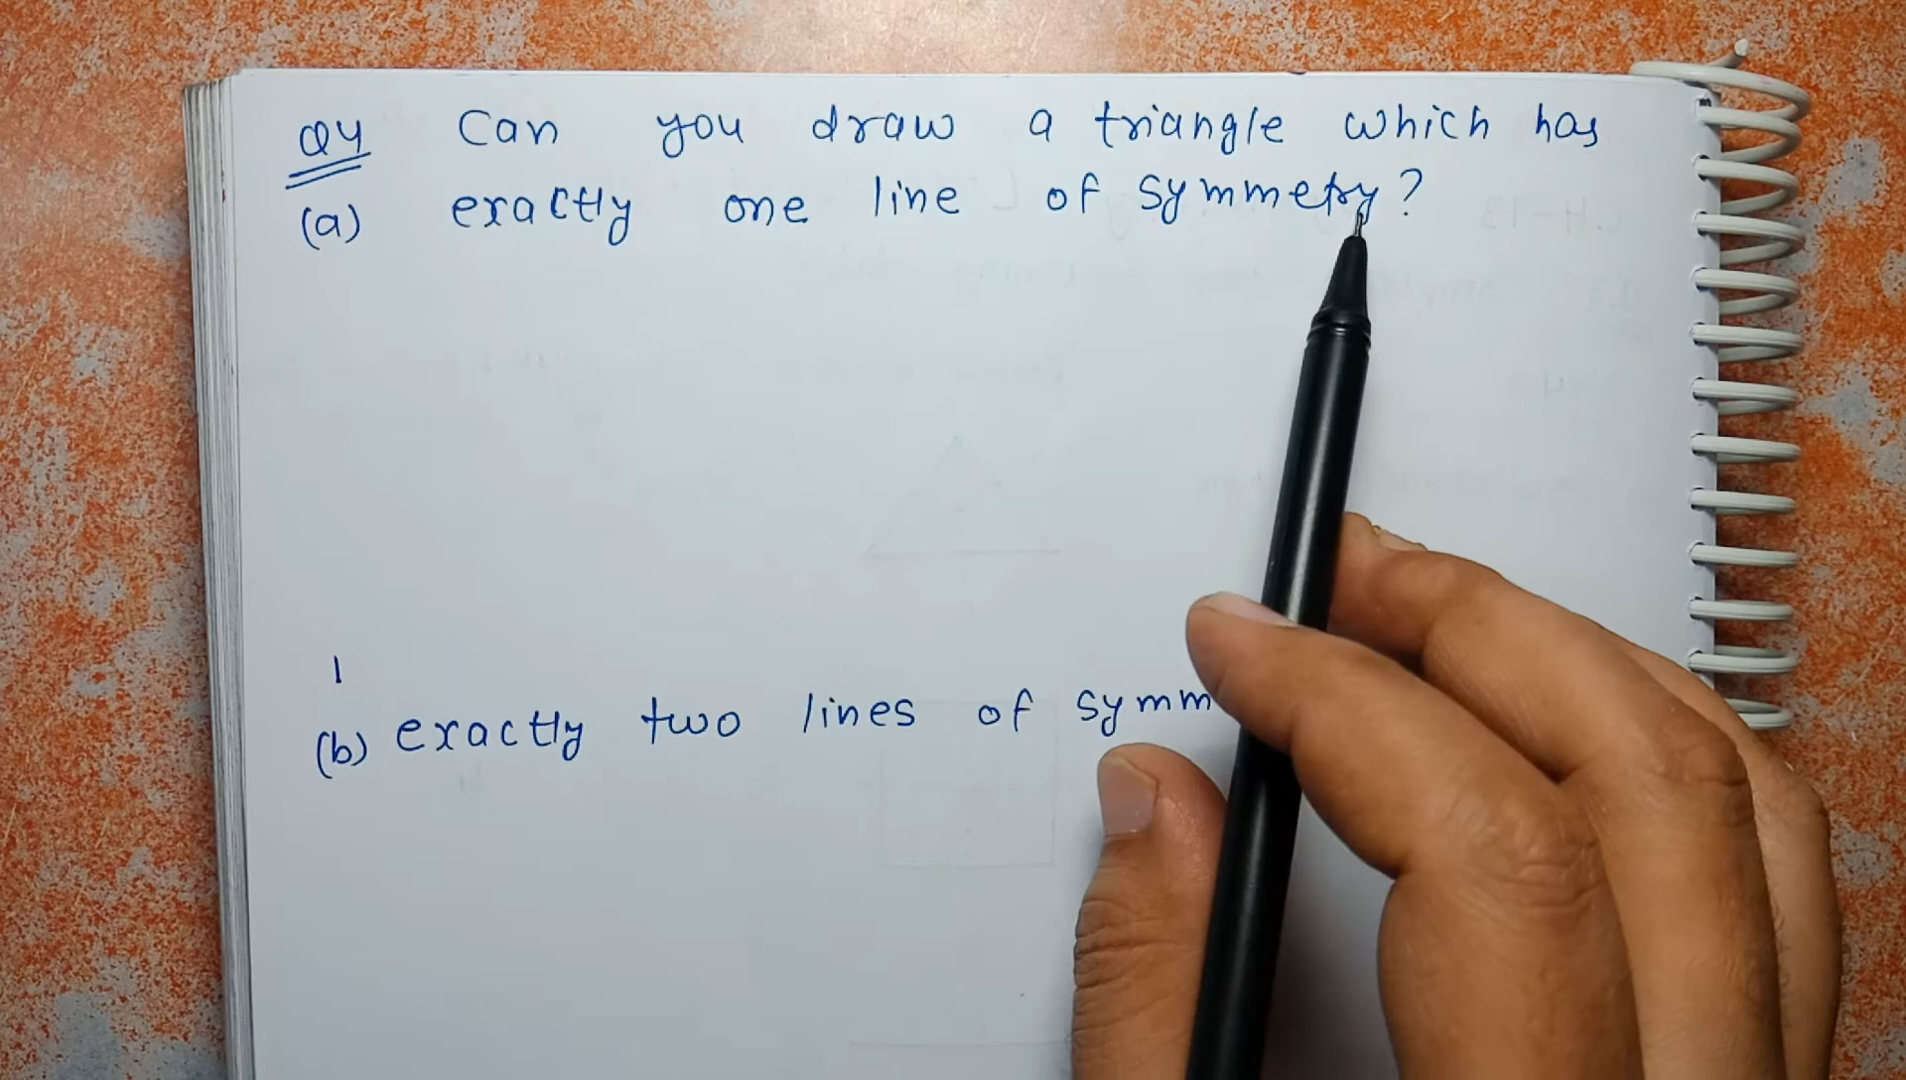 Q4 Can you draw a triangle which has
(a) exactly one line of symmetry?
1
(b) exactly two lines of symm